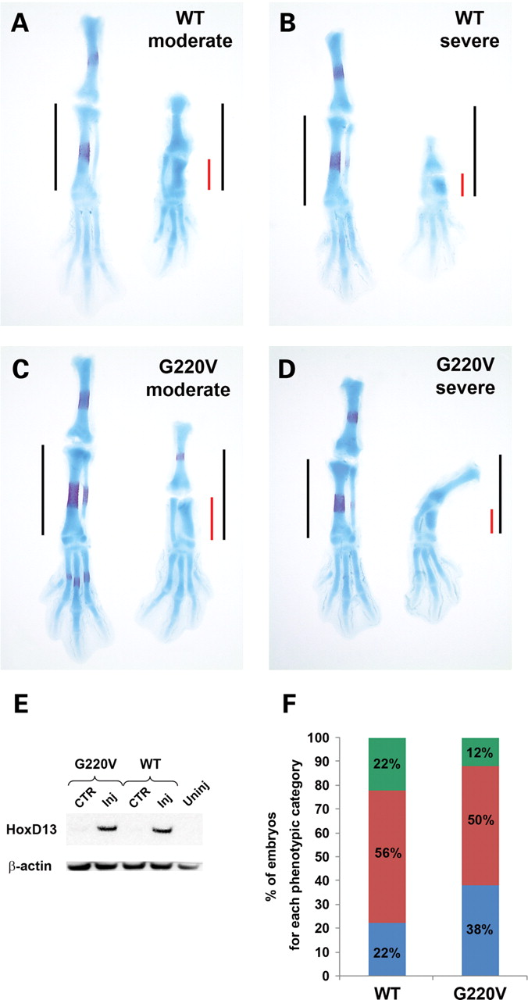 A
WT
moderate
B
WT
severe
C
G220V
moderate
D
G220V
severe
E
G220V
WT
CTR
Inj
CTR
Inj
Uninj
HoxD13
β-actin
F
% of embryos
for each phenotypic category
100
90
80
70
60
50
40
30
20
10
0
22%
56%
22%
12%
50%
38%
WT
G220V